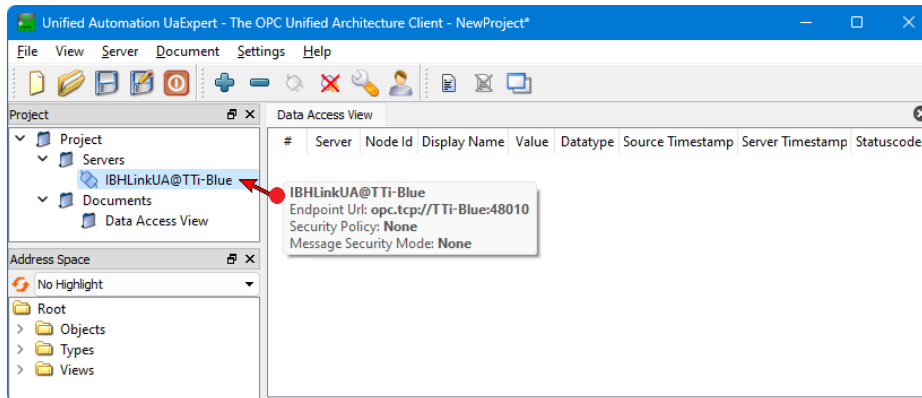 Unified Automation UaExpert - The OPC Unified Architecture Client - NewProject*
File View Server Document Settings Help
Project
Project
Servers
IBHLinkUA@TTi-Blue
Documents
Data Access View
Address Space
No Highlight
Root
Objects
Types
Views
Data Access View
# Server Node Id Display Name Value Datatype Source Timestamp Server Timestamp Statuscode
IBHLinkUA@TTi-Blue
Endpoint Url: opc.tcp://TTi-Blue:48010
Security Policy: None
Message Security Mode: None